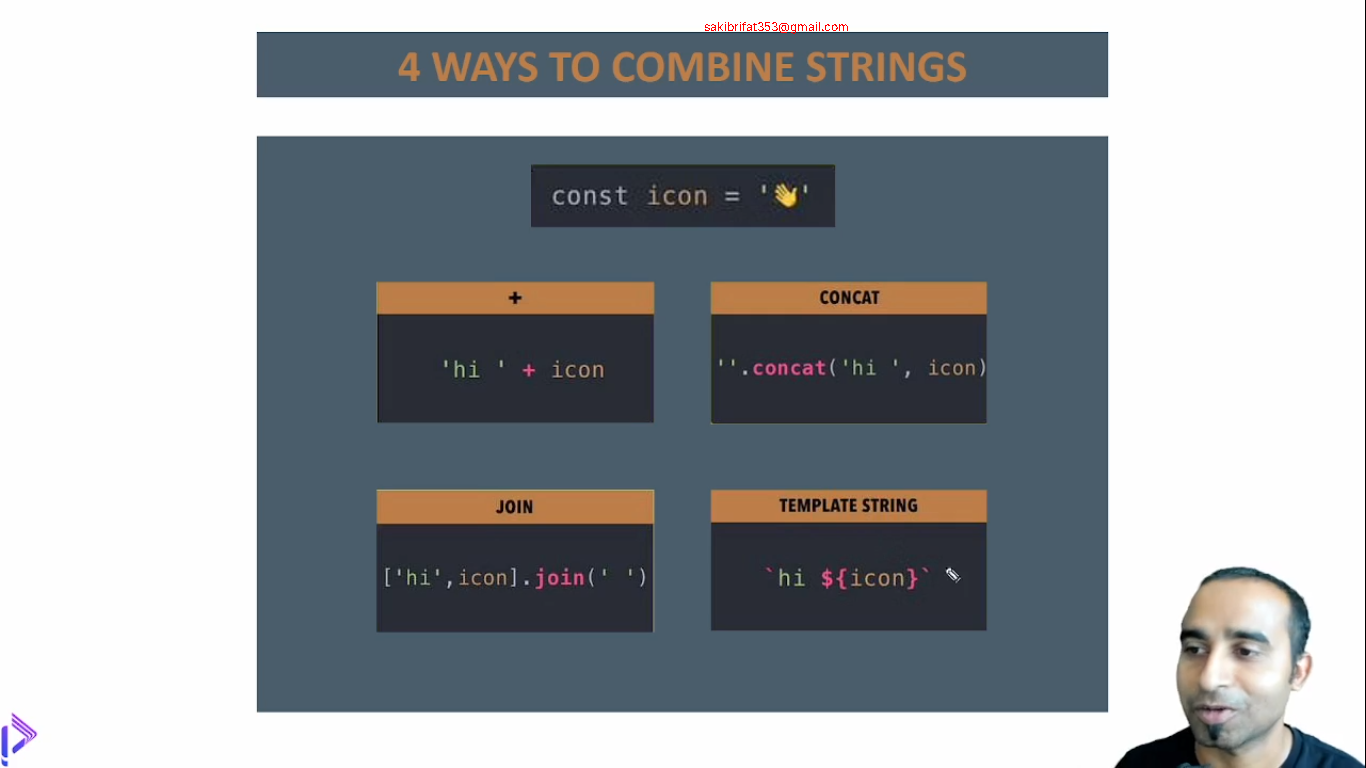 sakibrifat353@gmail.com
4 WAYS TO COMBINE STRINGS
const icon = '👋'
+
'hi ' + icon
CONCAT
''.concat('hi ', icon)
JOIN
['hi',icon].join(' ')
TEMPLATE STRING
`hi ${icon}`